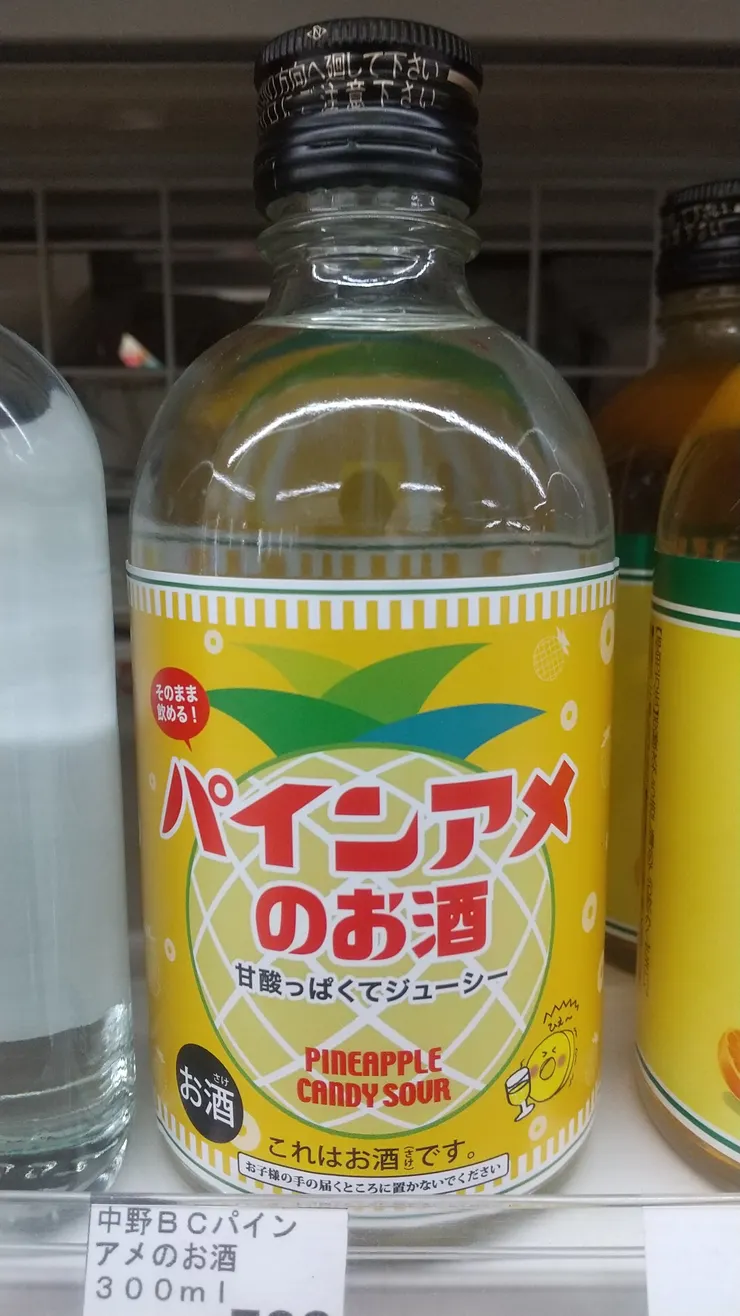 の方向へ廻して下さい
ご注意下さい
そのまま
飲める!
パインアメ
のお酒
甘酸っぱくてジューシー
PINEAPPLE
CANDY SOUR
ひぇ〜
さけ
お酒
これはお酒(さけ)です。
お子様の手の届くところに置かないでください
中野BCパイン
アメのお酒
300ml